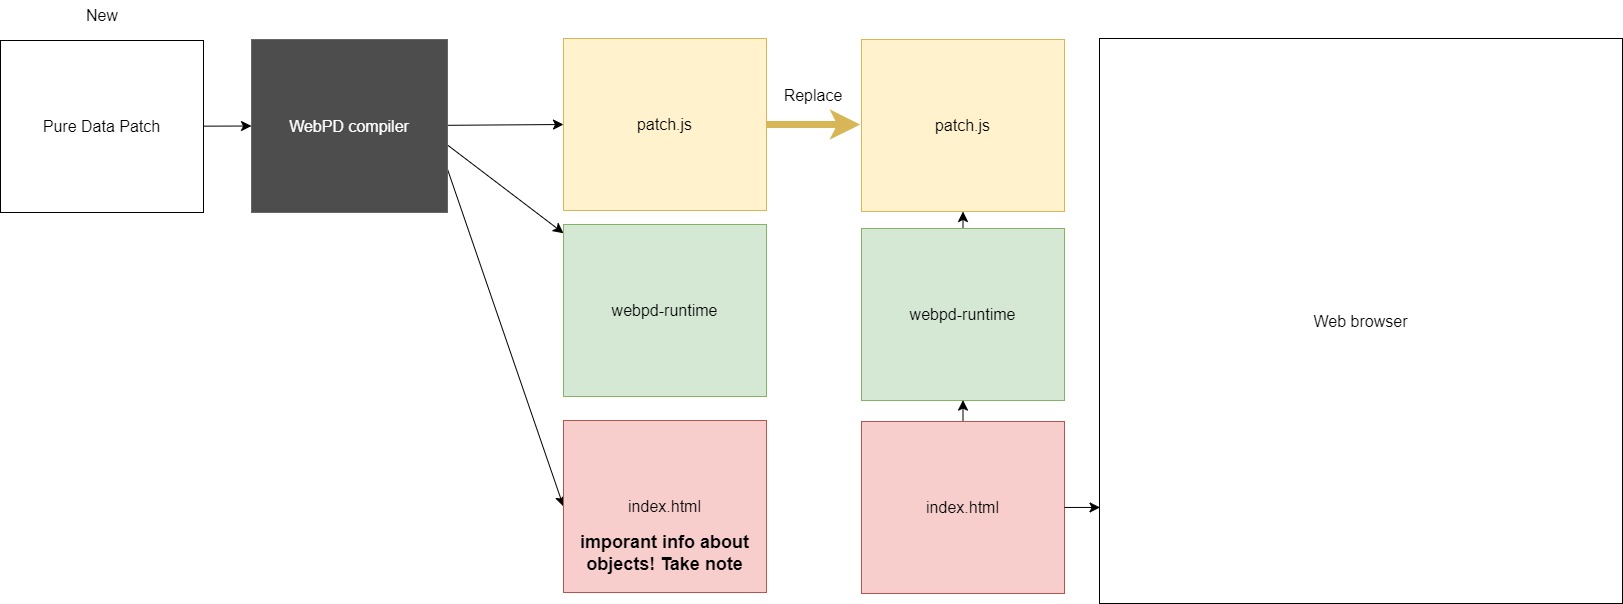 New
Pure Data Patch
WebPD compiler
patch.js
Replace
patch.js
webpd-runtime
webpd-runtime
Web browser
index.html
imporant info about
objects! Take note
index.html